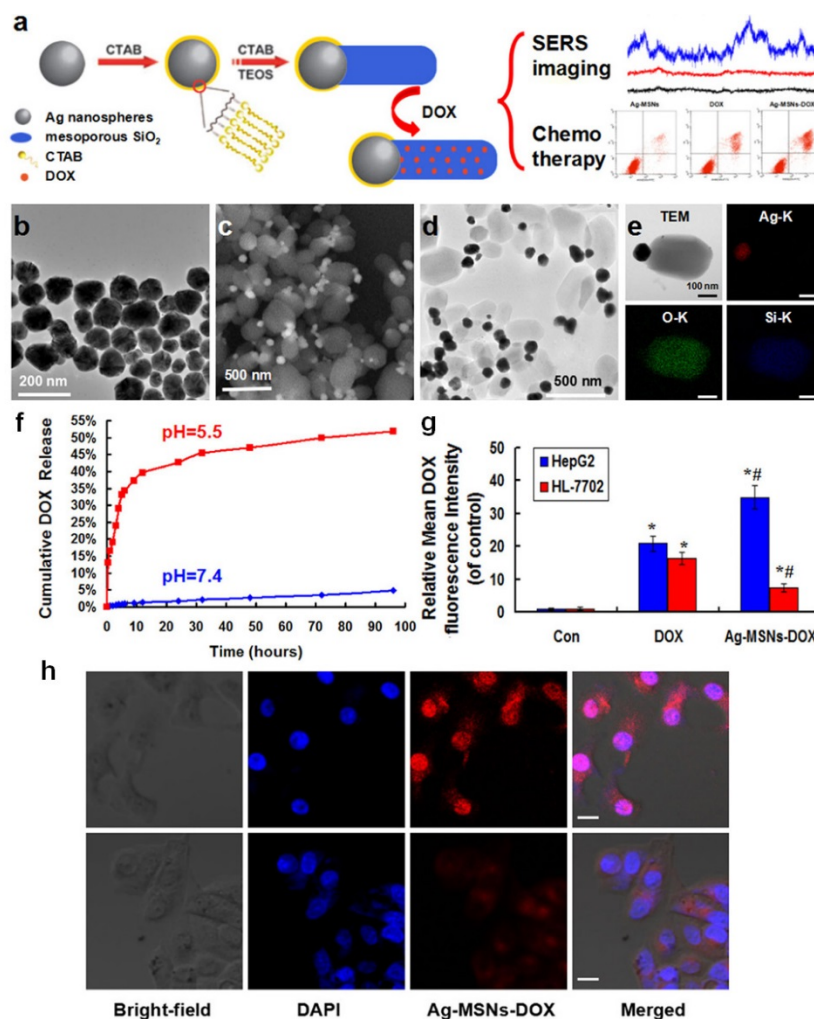 a
CTAB
CTAB
TEOS
SERS
imaging
DOX
Ag nanospheres
mesoporous SiO2
CTAB
DOX
Chemo
therapy
Ag-MSNs
DOX
Ag-MSNs-DOX
b
200 nm
c
500 nm
d
500 nm
e
TEM
100 nm
Ag-K
O-K
Si-K
f
Cumulative DOX
Release
55%
50%
45%
40%
35%
30%
25%
20%
15%
10%
5%
0%
pH=5.5
pH=7.4
0 10 20 30 40 50 60 70 80 90 100
Time (hours)
g
Relative Mean DOX
fluorescence Intensity
(of control)
50
40
30
20
10
0
HepG2
HL-7702
*
*
*#
*#
Con
DOX
Ag-MSNs-DOX
h
Bright-field
DAPI
Ag-MSNs-DOX
Merged